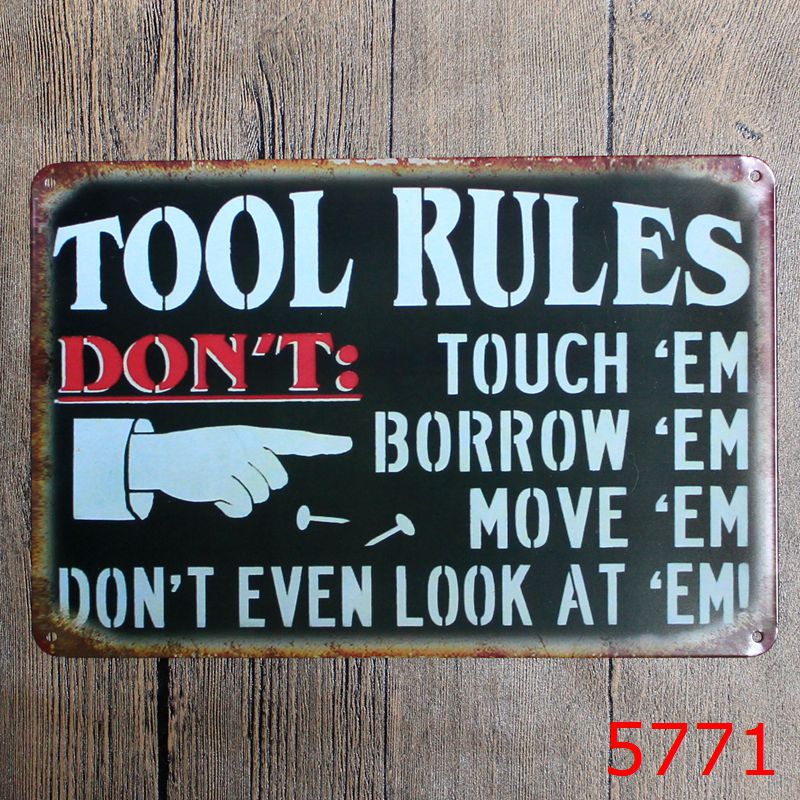 TOOL RULES
DON'T: TOUCH 'EM
BORROW 'EM
MOVE 'EM
DON'T EVEN LOOK AT 'EM!
5771